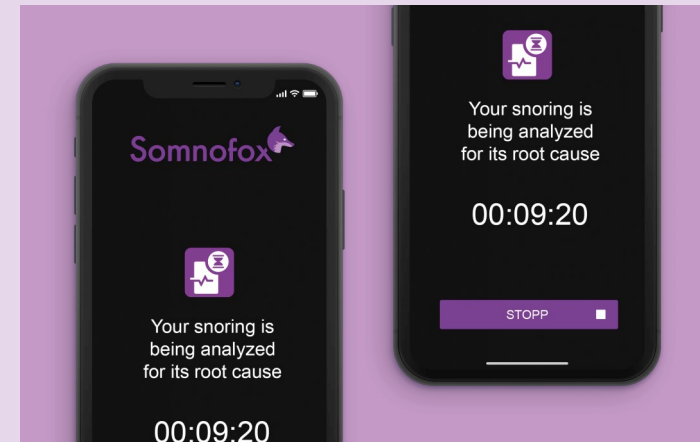 Somnofox
Your snoring is
being analyzed
for its root cause
00:09:20
Your snoring is
being analyzed
for its root cause
00:09:20
STOPP